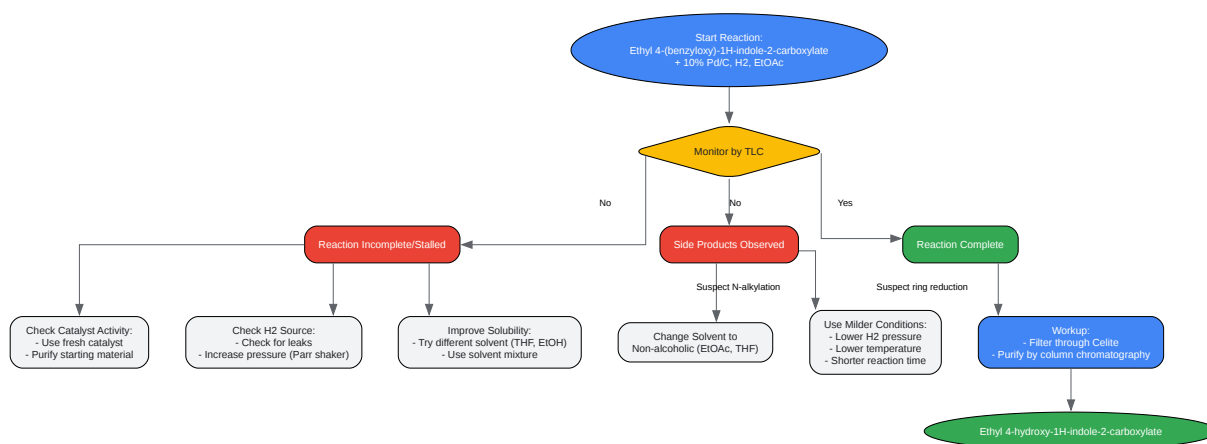 Start Reaction:
Ethyl 4-(benzyloxy)-1H-indole-2-carboxylate
+ 10% Pd/C, H2, EtOAc
Monitor by TLC
No
No
Yes
Reaction Incomplete/Stalled
Side Products Observed
Reaction Complete
Suspect N-alkylation
Suspect ring reduction
Check Catalyst Activity:
- Use fresh catalyst
- Purify starting material
Check H2 Source:
- Check for leaks
- Increase pressure (Parr shaker)
Improve Solubility:
- Try different solvent (THF, EtOH)
- Use solvent mixture
Change Solvent to
Non-alcoholic (EtOAc, THF)
Use Milder Conditions:
- Lower H2 pressure
- Lower temperature
- Shorter reaction time
Workup:
- Filter through Celite
- Purify by column chromatography
Ethyl 4-hydroxy-1H-indole-2-carboxylate